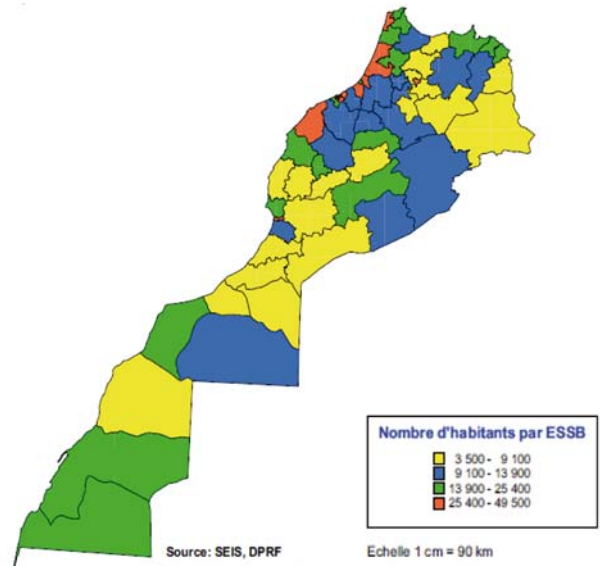 Nombre d'habitants par ESSB
3 500 - 9 100
9 100 - 13 900
13 900 - 25 400
25 400 - 49 500
Source: SEIS, DPRF
Echelle 1 cm = 90 km